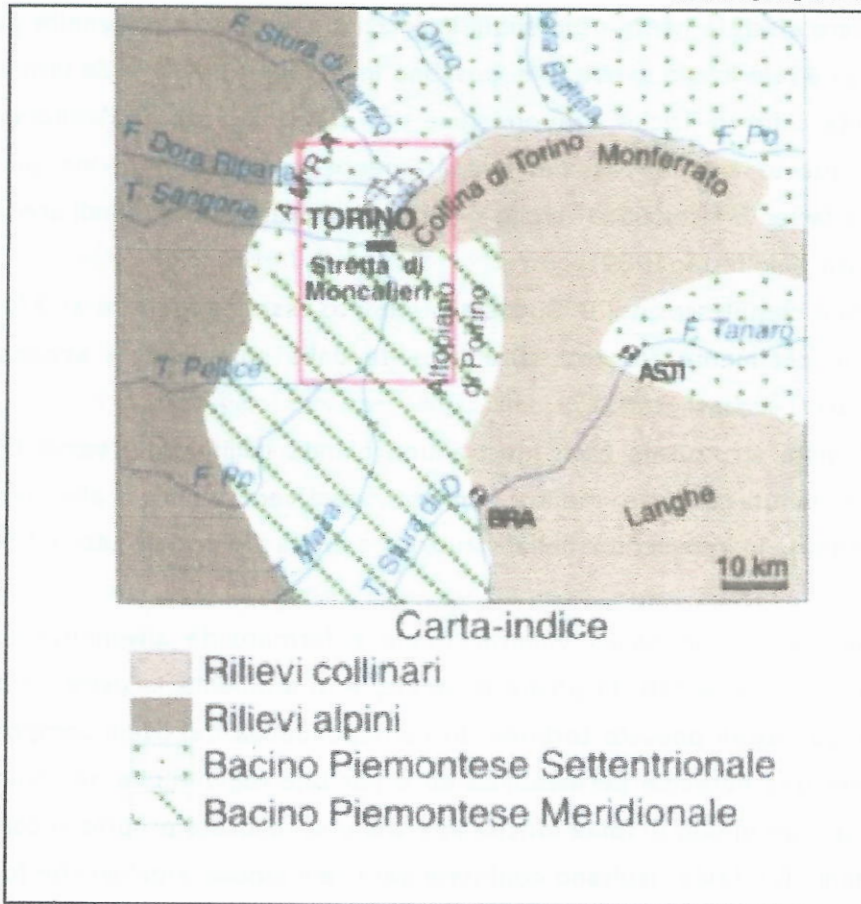 F. Stura di Lanzo
F. Orco
Dora Baltea
F. Po
F. Dora Riparia
T. Sangone
A M R A
TORINO
Collina di Torino
Monferrato
Stretta di
Moncalieri
Altopiano
di Poirino
F. Tanaro
ASTI
T. Pellice
F. Po
T. Maira
T. Stura di D
BRA
Langhe
10 km
Carta-indice
Rilievi collinari
Rilievi alpini
Bacino Piemontese Settentrionale
Bacino Piemontese Meridionale